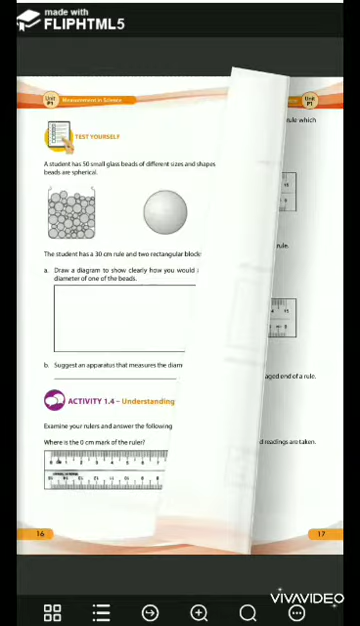 made with
FLIPHTML5
Unit
P1
Measurement in Science
Unit
P1
rule which
TEST YOURSELF
A student has 50 small glass beads of different sizes and shapes
beads are spherical.
The student has a 30 cm rule and two rectangular block
rule.
a. Draw a diagram to show clearly how you would
diameter of one of the beads.
b. Suggest an apparatus that measures the diam
aged end of a rule.
ACTIVITY 1.4 – Understanding
Examine your rulers and answer the following
Where is the 0 cm mark of the ruler?
d readings are taken.
16
17
VIVAVIDEO